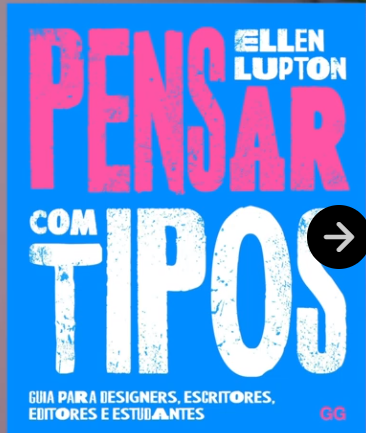 PENSAR
ELLEN
LUPTON
COM
TIPOS
GUIA PARA DESIGNERS, ESCRITORES,
EDITORES E ESTUDANTES
GG